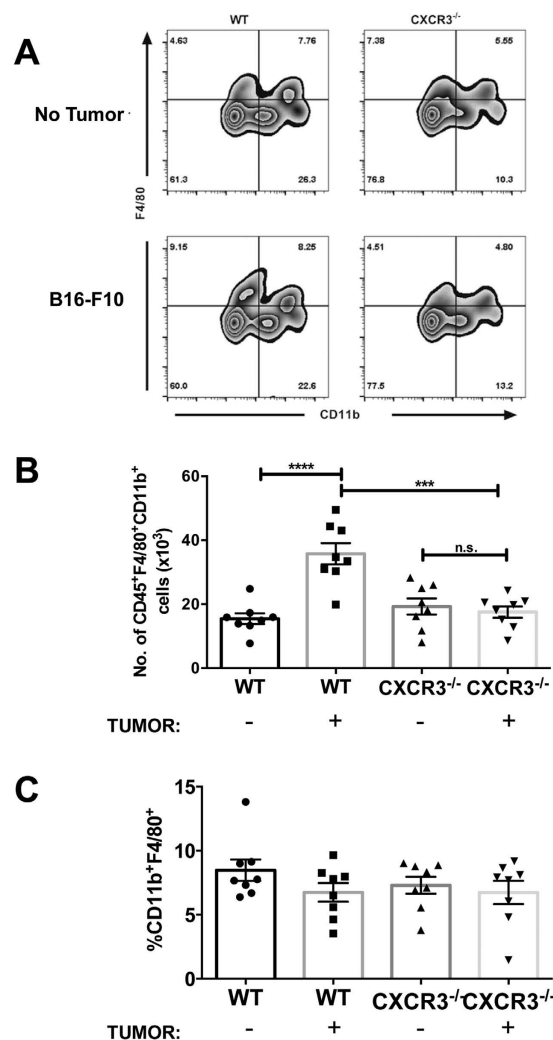 A
WT
CXCR3-/-
No Tumor
4.63 7.76
7.38 6.55
61.3 26.3
76.8 10.3
F4/80
B16-F10
9.15 8.25
4.51 4.80
60.0 22.6
77.5 13.2
CD11b
B
No. of CD45+F4/80+CD11b+
cells (x10³)
60
40
20
0
****
***
n.s.
WT WT CXCR3-/- CXCR3-/-
TUMOR: - + - +
C
%CD11b+F4/80+
15
10
5
0
WT WT CXCR3-/- CXCR3-/-
TUMOR: - + - +